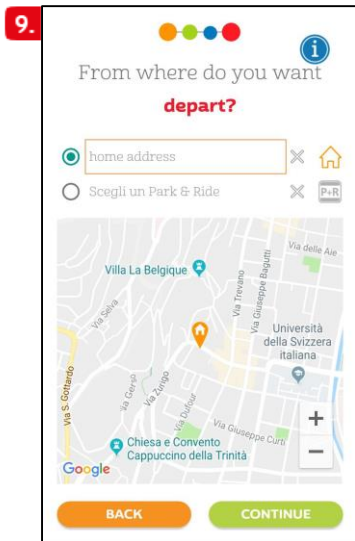 9.
i
From where do you want
depart?
home address
Scegli un Park & Ride
P+R
Via delle Aie
Villa La Belgique
Via Trevano
Via Giuseppe Bagutti
Via Selva
Università
della Svizzera
italiana
Via S. Gottardo
Via Zurigo
Via Dufour
Via Giuseppe Curti
Chiesa e Convento
Cappuccino della Trinità
+
−
Google
BACK
CONTINUE